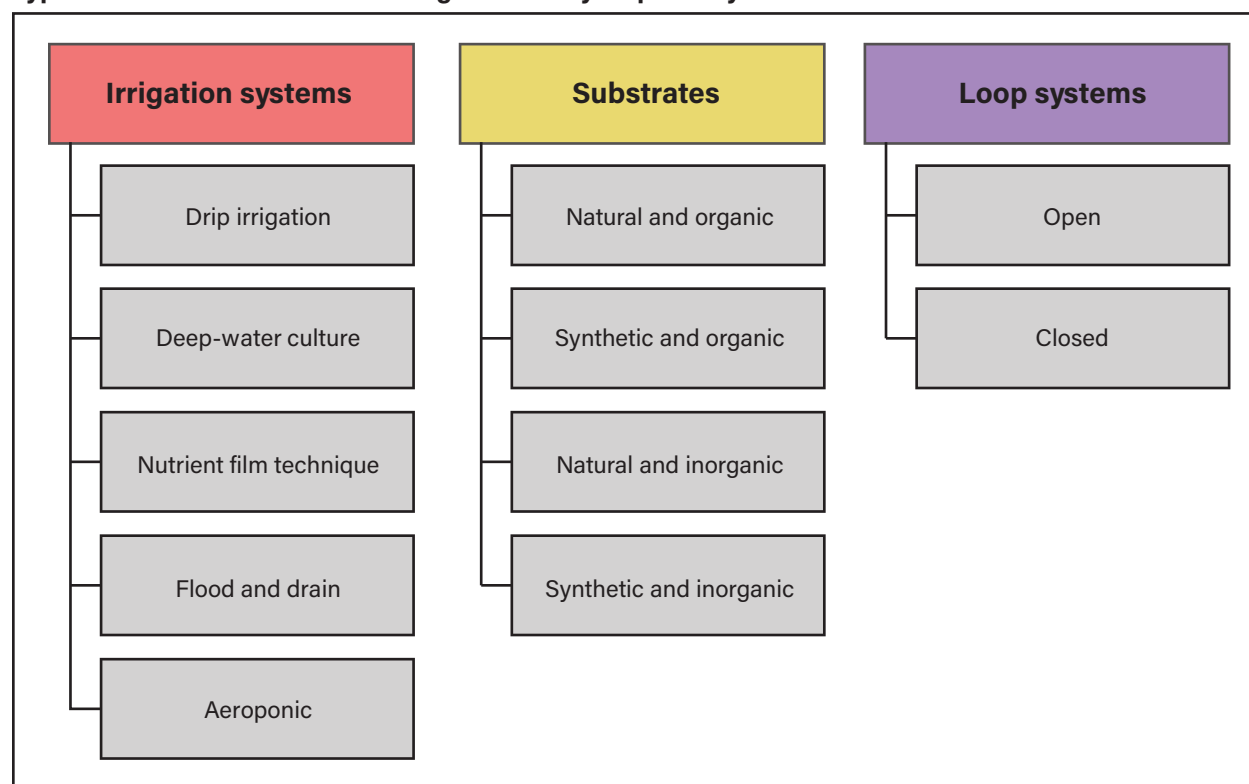 Irrigation systems
Drip irrigation
Deep-water culture
Nutrient film technique
Flood and drain
Aeroponic
Substrates
Natural and organic
Synthetic and organic
Natural and inorganic
Synthetic and inorganic
Loop systems
Open
Closed